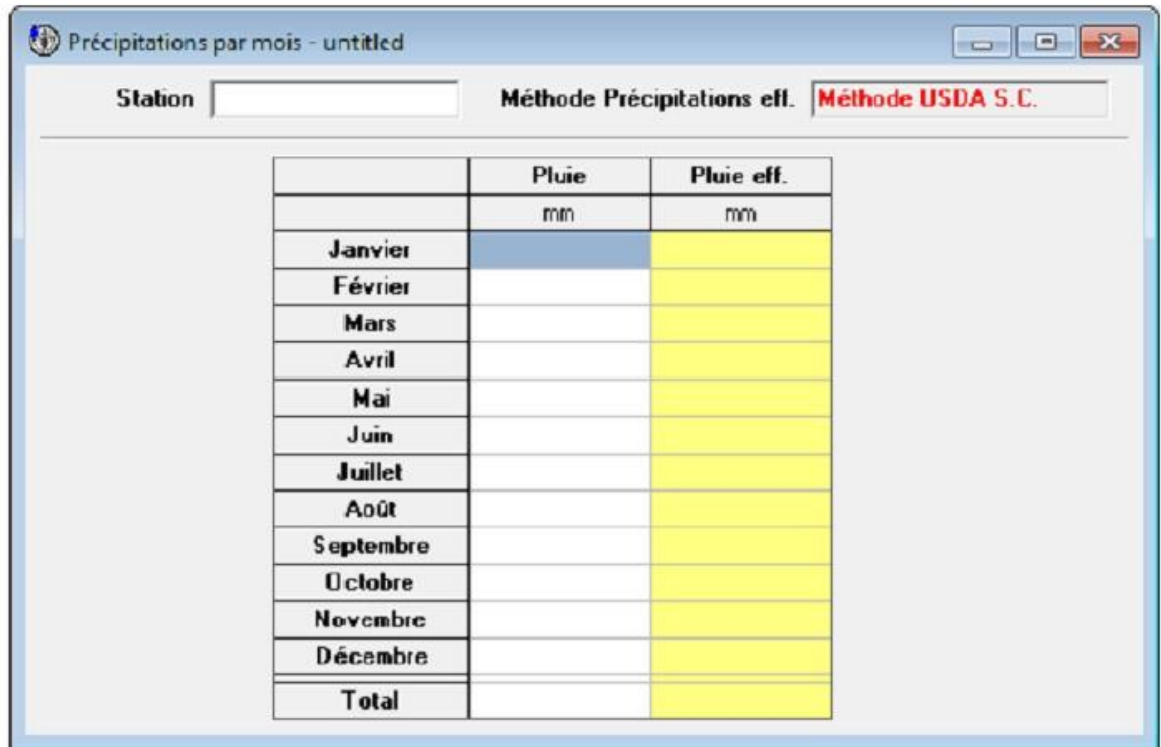 Précipitations par mois - untitled
Station Méthode Précipitations eff. Méthode USDA S.C.
Pluie Pluie eff.
mm mm
Janvier
Février
Mars
Avril
Mai
Juin
Juillet
Août
Septembre
Octobre
Novembre
Décembre
Total